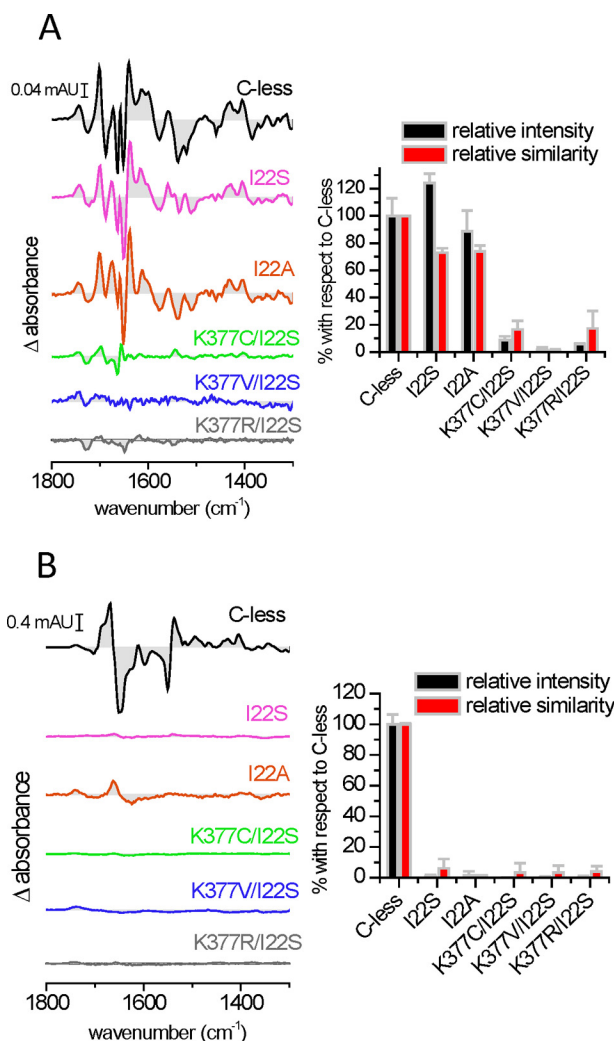 A
0.04 mAU
C-less
I22S
I22A
K377C/I22S
K377V/I22S
K377R/I22S
Δ absorbance
1800 1600 1400
wavenumber (cm-1)
relative intensity
relative similarity
% with respect to C-less
120
100
80
60
40
20
0
C-less
I22S
I22A
K377C/I22S
K377V/I22S
K377R/I22S
B
0.4 mAU
C-less
I22S
I22A
K377C/I22S
K377V/I22S
K377R/I22S
Δ absorbance
1800 1600 1400
wavenumber (cm-1)
relative intensity
relative similarity
% with respect to C-less
120
100
80
60
40
20
0
C-less
I22S
I22A
K377C/I22S
K377V/I22S
K377R/I22S